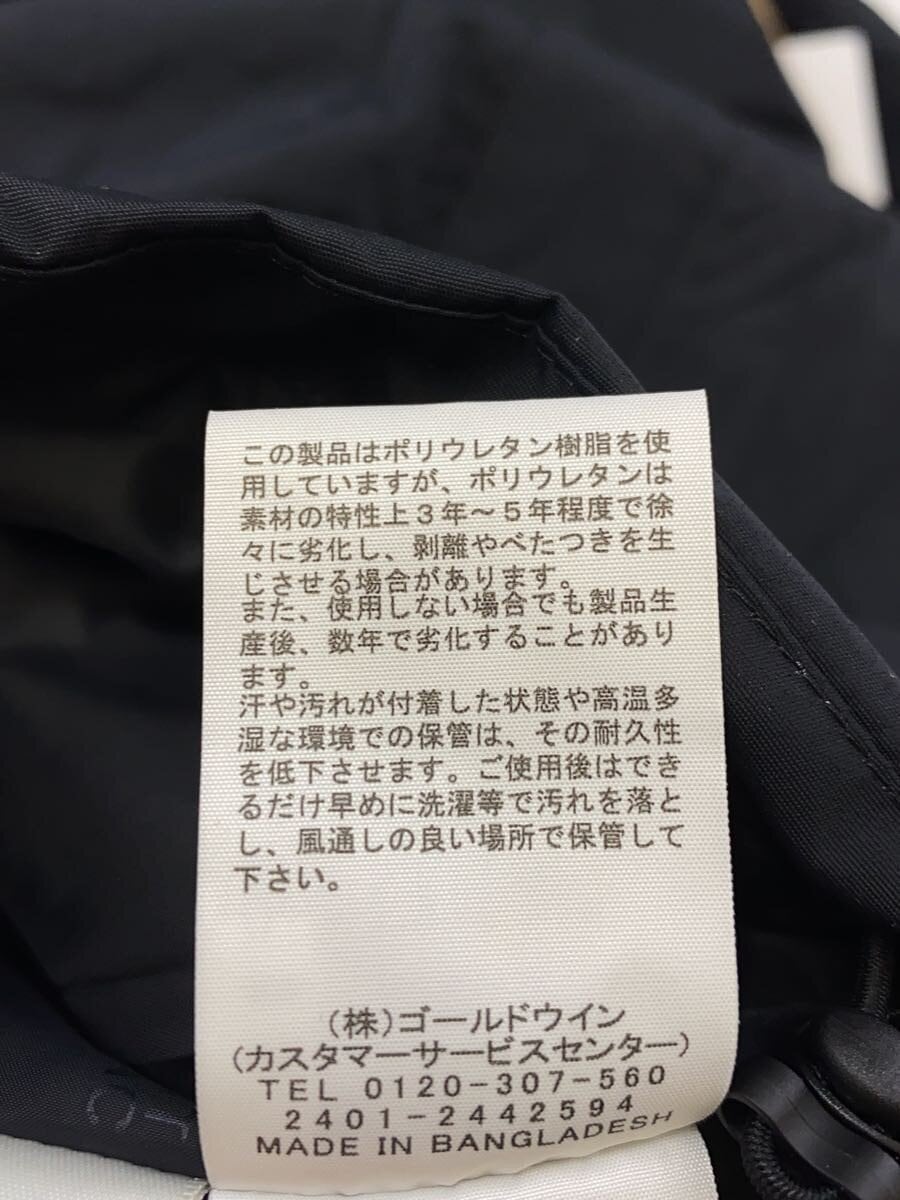 この製品はポリウレタン樹脂を使
用していますが、ポリウレタンは
素材の特性上3年～5年程度で徐
々に劣化し、剥離やべたつきを生
じさせる場合があります。
また、使用しない場合でも製品生
産後、数年で劣化することがあり
ます。
汗や汚れが付着した状態や高温多
湿な環境での保管は、その耐久性
を低下させます。ご使用後はでき
るだけ早めに洗濯等で汚れを落と
し、風通しの良い場所で保管して
下さい。
(株)ゴールドウイン
(カスタマーサービスセンター)
TEL 0120-307-560
2401-2442594
MADE IN BANGLADESH